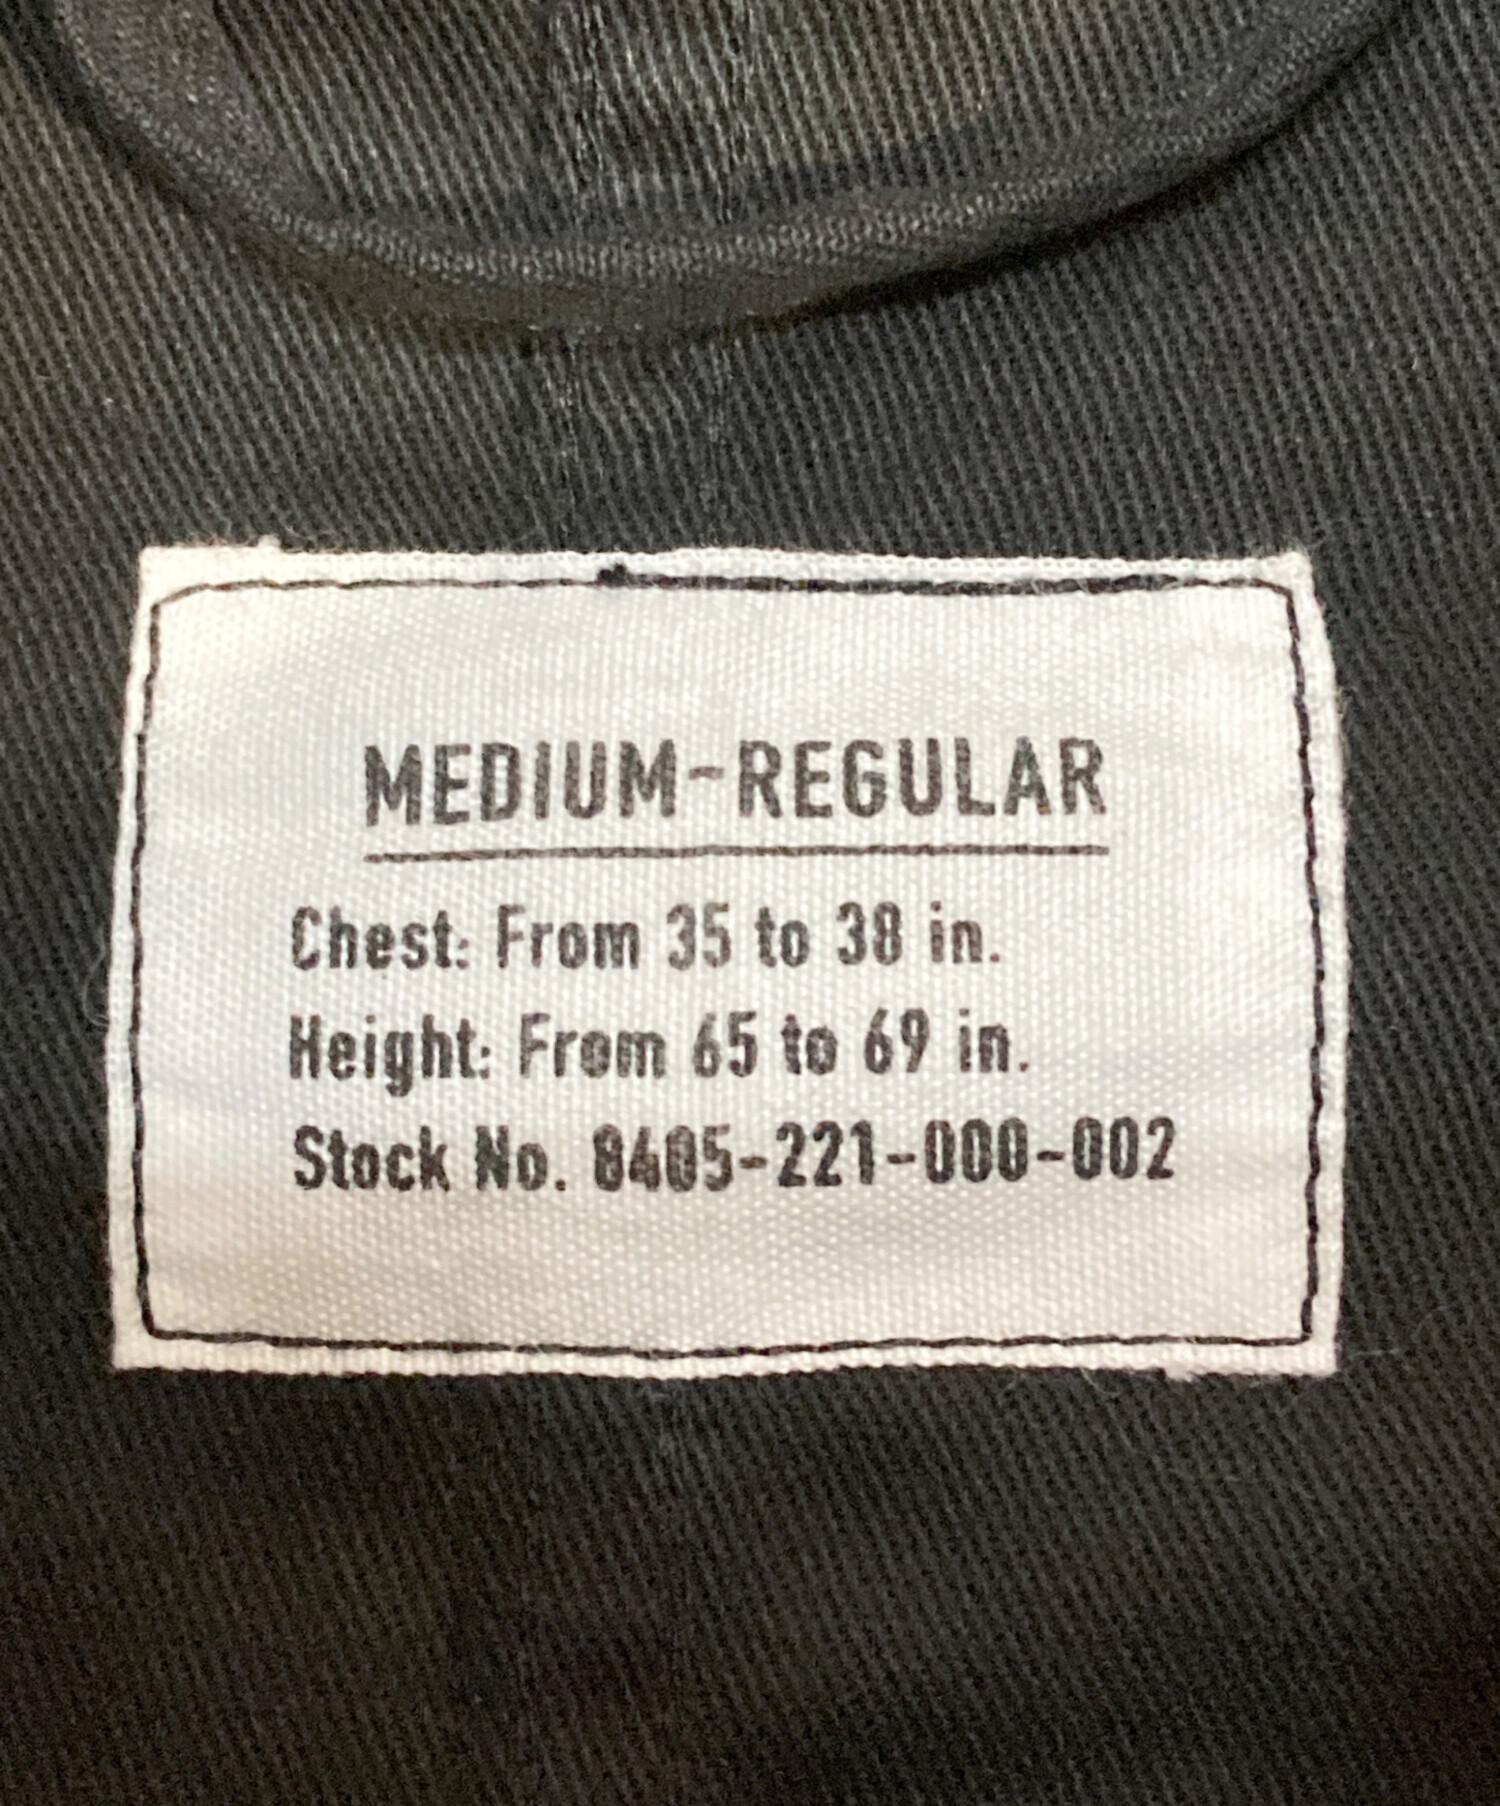 MEDIUM-REGULAR
Chest: From 35 to 38 in.
Height: From 65 to 69 in.
Stock No. 8405-221-000-002